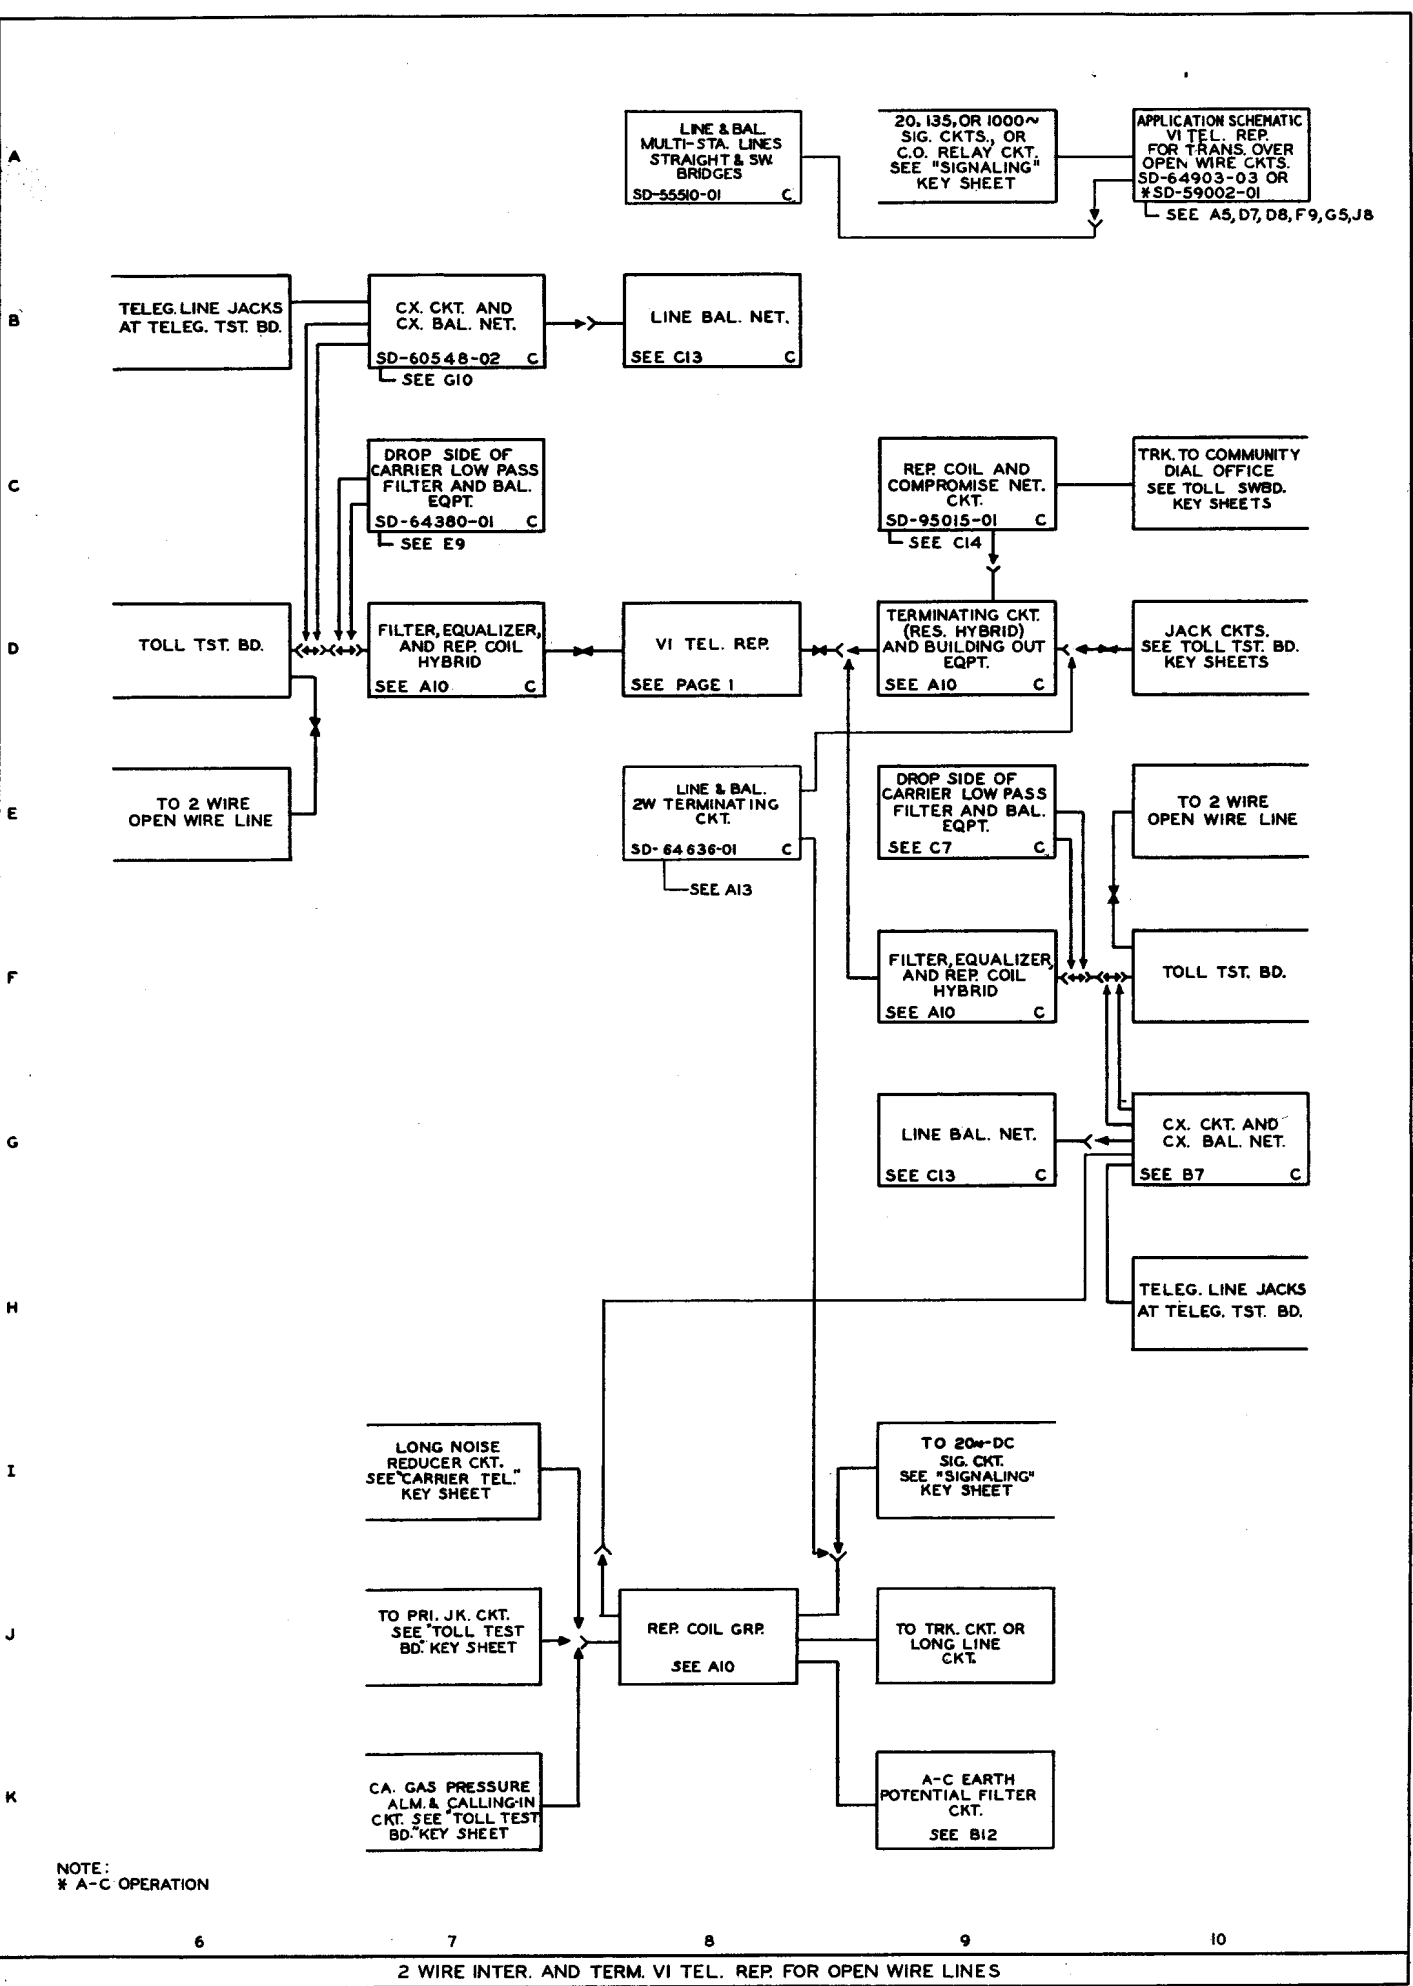 A
LINE & BAL.
MULTI-STA. LINES
STRAIGHT & SW.
BRIDGES
SD-55510-01 C
20, 135, OR 1000~
SIG. CKTS., OR
C.O. RELAY CKT.
SEE "SIGNALING"
KEY SHEET
APPLICATION SCHEMATIC
V1 TEL. REP.
FOR TRANS. OVER
OPEN WIRE CKTS.
SD-64903-03 OR
*SD-59002-01
SEE A5, D7, D8, F9, G5, J8
B
TELEG. LINE JACKS
AT TELEG. TST. BD.
CX. CKT. AND
CX. BAL. NET.
SD-60548-02 C
SEE G10
LINE BAL. NET.
SEE C13 C
C
DROP SIDE OF
CARRIER LOW PASS
FILTER AND BAL.
EQPT.
SD-64380-01 C
SEE E9
REP. COIL AND
COMPROMISE NET.
CKT.
SD-95015-01 C
SEE C14
TRK. TO COMMUNITY
DIAL OFFICE
SEE TOLL SWBD.
KEY SHEETS
D
TOLL TST. BD.
FILTER, EQUALIZER,
AND REP. COIL
HYBRID
SEE A10 C
V1 TEL. REP.
SEE PAGE 1
TERMINATING CKT.
(RES. HYBRID)
AND BUILDING OUT
EQPT.
SEE A10 C
JACK CKTS.
SEE TOLL TST. BD.
KEY SHEETS
E
TO 2 WIRE
OPEN WIRE LINE
LINE & BAL.
2W TERMINATING
CKT.
SD-64636-01 C
SEE A13
DROP SIDE OF
CARRIER LOW PASS
FILTER AND BAL.
EQPT.
SEE C7 C
TO 2 WIRE
OPEN WIRE LINE
F
FILTER, EQUALIZER,
AND REP. COIL
HYBRID
SEE A10 C
TOLL TST. BD.
G
LINE BAL. NET.
SEE C13 C
CX. CKT. AND
CX. BAL. NET.
SEE B7 C
H
TELEG. LINE JACKS
AT TELEG. TST. BD.
I
LONG NOISE
REDUCER CKT.
SEE "CARRIER TEL."
KEY SHEET
TO 20~-DC
SIG. CKT.
SEE "SIGNALING"
KEY SHEET
J
TO PRI. JK. CKT.
SEE "TOLL TEST
BD." KEY SHEET
REP. COIL GRP.
SEE A10
TO TRK. CKT. OR
LONG LINE
CKT.
K
CA. GAS PRESSURE
ALM. & CALLING-IN
CKT. SEE "TOLL TEST
BD." KEY SHEET
A-C EARTH
POTENTIAL FILTER
CKT.
SEE B12
NOTE:
* A-C OPERATION
6 7 8 9 10
2 WIRE INTER. AND TERM. V1 TEL. REP. FOR OPEN WIRE LINES